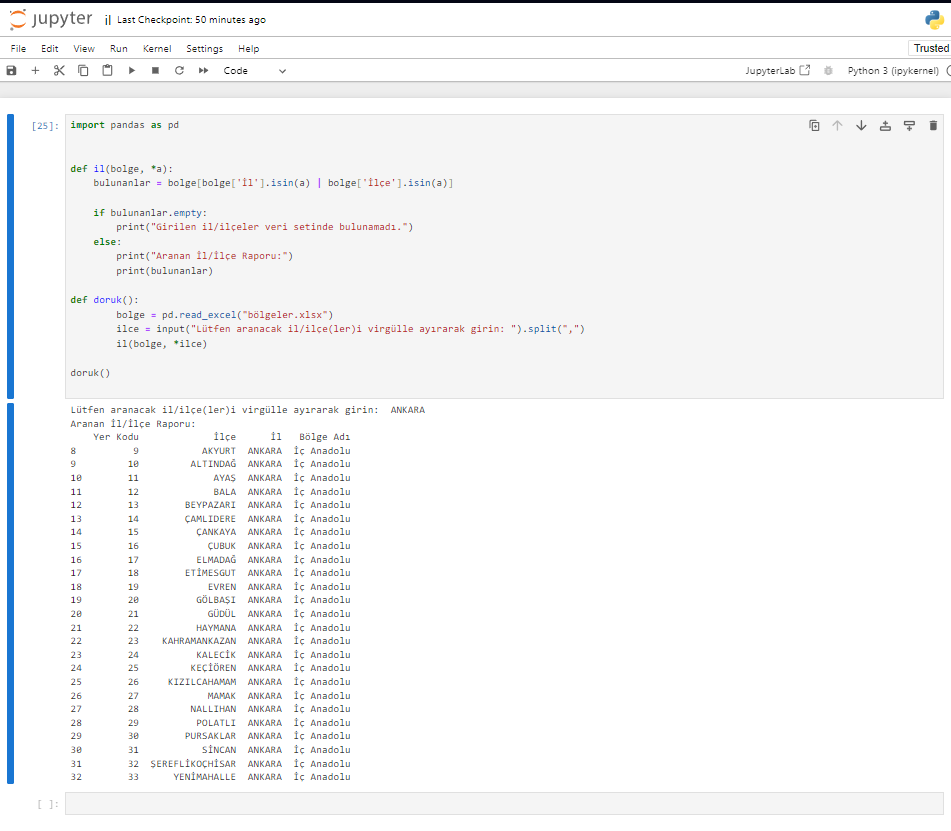 jupyter il Last Checkpoint: 50 minutes ago
File Edit View Run Kernel Settings Help Trusted
Code JupyterLab Python 3 (ipykernel)
[25]: import pandas as pd
def il(bolge, *a):
bulunanlar = bolge[bolge['İl'].isin(a) | bolge['İlçe'].isin(a)]
if bulunanlar.empty:
print("Girilen il/ilçeler veri setinde bulunamadı.")
else:
print("Aranan İl/İlçe Raporu:")
print(bulunanlar)
def doruk():
bolge = pd.read_excel("bölgeler.xlsx")
ilce = input("Lütfen aranacak il/ilçe(ler)i virgülle ayırarak girin: ").split(",")
il(bolge, *ilce)
doruk()
Lütfen aranacak il/ilçe(ler)i virgülle ayırarak girin: ANKARA
Aranan İl/İlçe Raporu:
Yer Kodu İlçe İl Bölge Adı
8 9 AKYURT ANKARA İç Anadolu
9 10 ALTINDAĞ ANKARA İç Anadolu
10 11 AYAŞ ANKARA İç Anadolu
11 12 BALA ANKARA İç Anadolu
12 13 BEYPAZARI ANKARA İç Anadolu
13 14 ÇAMLIDERE ANKARA İç Anadolu
14 15 ÇANKAYA ANKARA İç Anadolu
15 16 ÇUBUK ANKARA İç Anadolu
16 17 ELMADAĞ ANKARA İç Anadolu
17 18 ETİMESGUT ANKARA İç Anadolu
18 19 EVREN ANKARA İç Anadolu
19 20 GÖLBAŞI ANKARA İç Anadolu
20 21 GÜDÜL ANKARA İç Anadolu
21 22 HAYMANA ANKARA İç Anadolu
22 23 KAHRAMANKAZAN ANKARA İç Anadolu
23 24 KALECİK ANKARA İç Anadolu
24 25 KEÇİÖREN ANKARA İç Anadolu
25 26 KIZILCAHAMAM ANKARA İç Anadolu
26 27 MAMAK ANKARA İç Anadolu
27 28 NALLIHAN ANKARA İç Anadolu
28 29 POLATLI ANKARA İç Anadolu
29 30 PURSAKLAR ANKARA İç Anadolu
30 31 SİNCAN ANKARA İç Anadolu
31 32 ŞEREFLİKOÇHİSAR ANKARA İç Anadolu
32 33 YENİMAHALLE ANKARA İç Anadolu
[ ]: